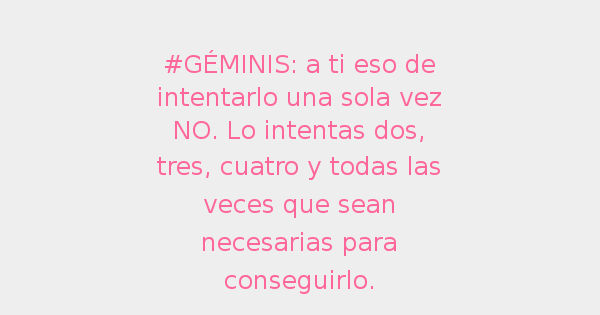 #GÉMINIS: a ti eso de
intentarlo una sola vez
NO. Lo intentas dos,
tres, cuatro y todas las
veces que sean
necesarias para
conseguirlo.